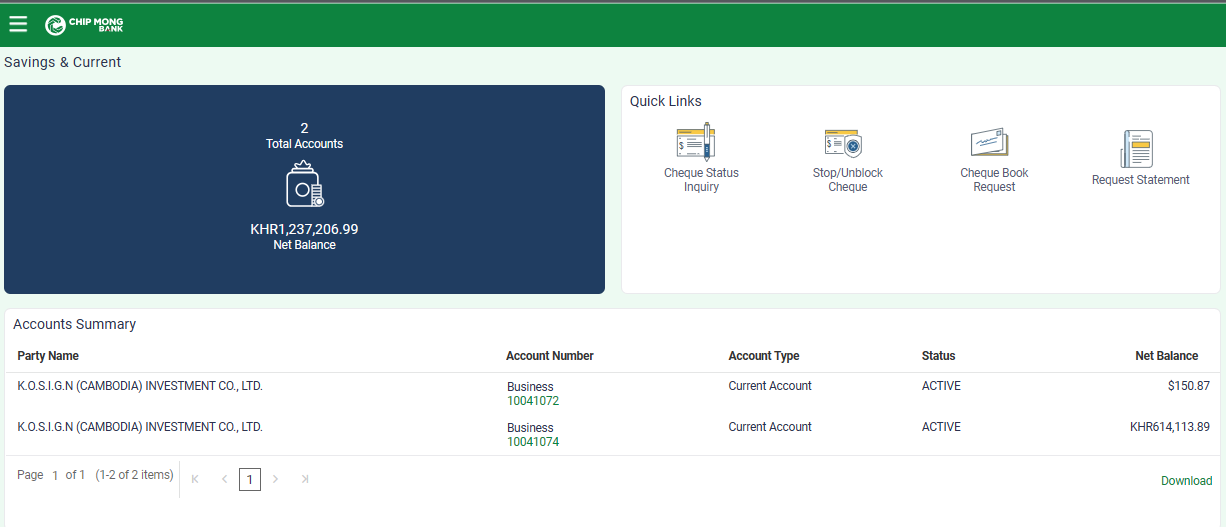 CHIP MONG
BANK
Savings & Current
2
Total Accounts
KHR1,237,206.99
Net Balance
Quick Links
Cheque Status
Inquiry
Stop/Unblock
Cheque
Cheque Book
Request
Request Statement
Accounts Summary
Party Name Account Number Account Type Status Net Balance
K.O.S.I.G.N (CAMBODIA) INVESTMENT CO., LTD. Business Current Account ACTIVE $150.87
10041072
K.O.S.I.G.N (CAMBODIA) INVESTMENT CO., LTD. Business Current Account ACTIVE KHR614,113.89
10041074
Page 1 of 1 (1-2 of 2 items) 1
Download